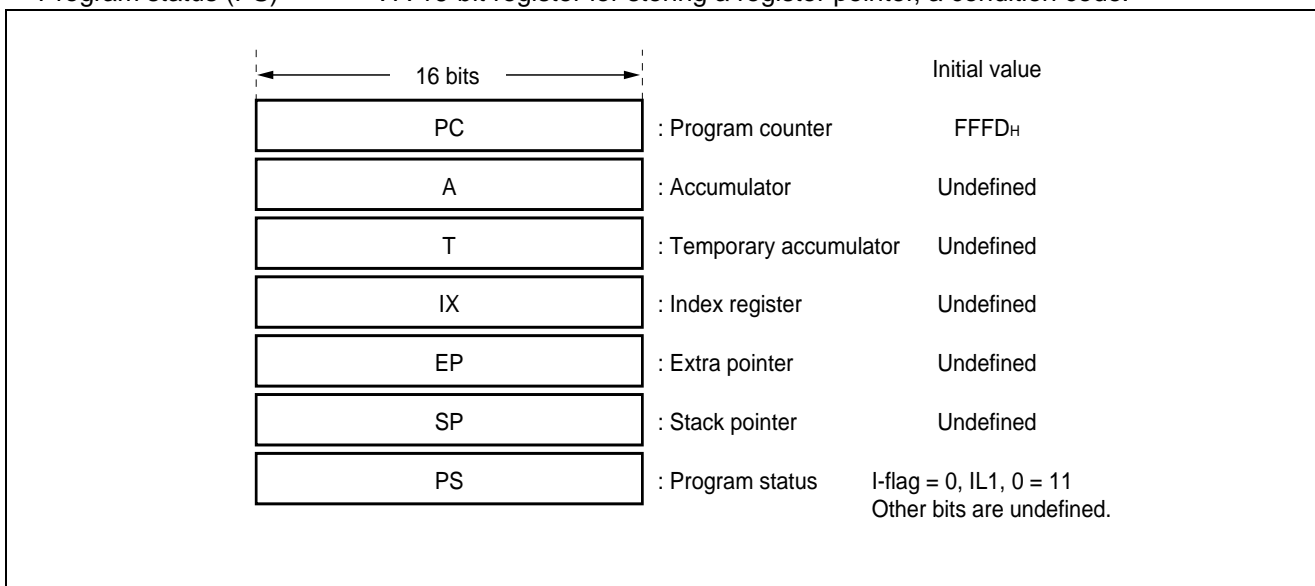 Program status (PS) : A 16-bit register for storing a register pointer, a condition code.
16 bits Initial value
PC : Program counter FFFDH
A : Accumulator Undefined
T : Temporary accumulator Undefined
IX : Index register Undefined
EP : Extra pointer Undefined
SP : Stack pointer Undefined
PS : Program status I-flag = 0, IL1, 0 = 11
Other bits are undefined.